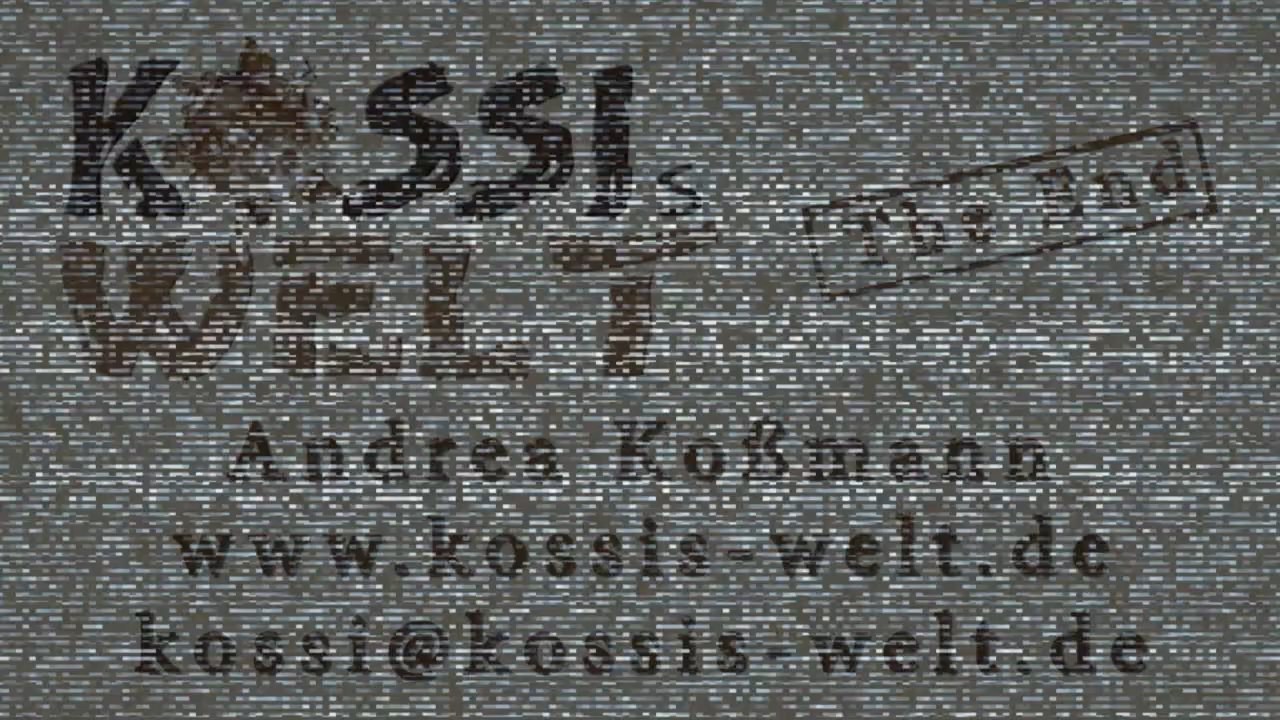 KOSSIs
WELT
The End
Andrea Koßmann
www.kossis-welt.de
kossi@kossis-welt.de